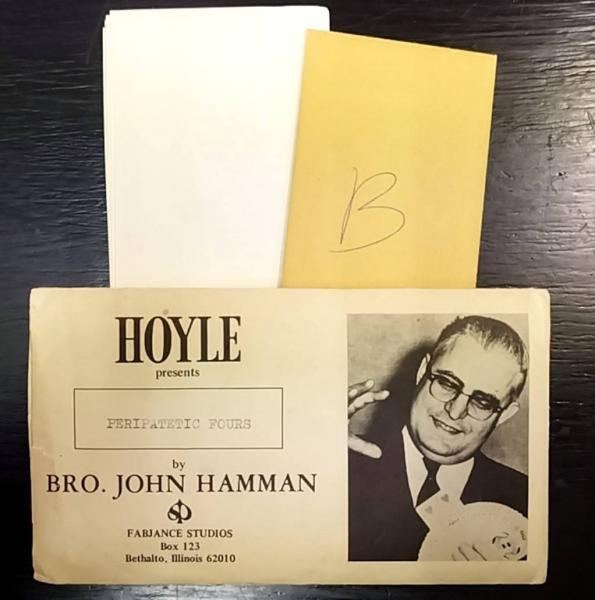 B
HOYLE
presents
PERIPATETIC FOURS
by
BRO. JOHN HAMMAN
FABJANCE STUDIOS
Box 123
Bethalto, Illinois 62010